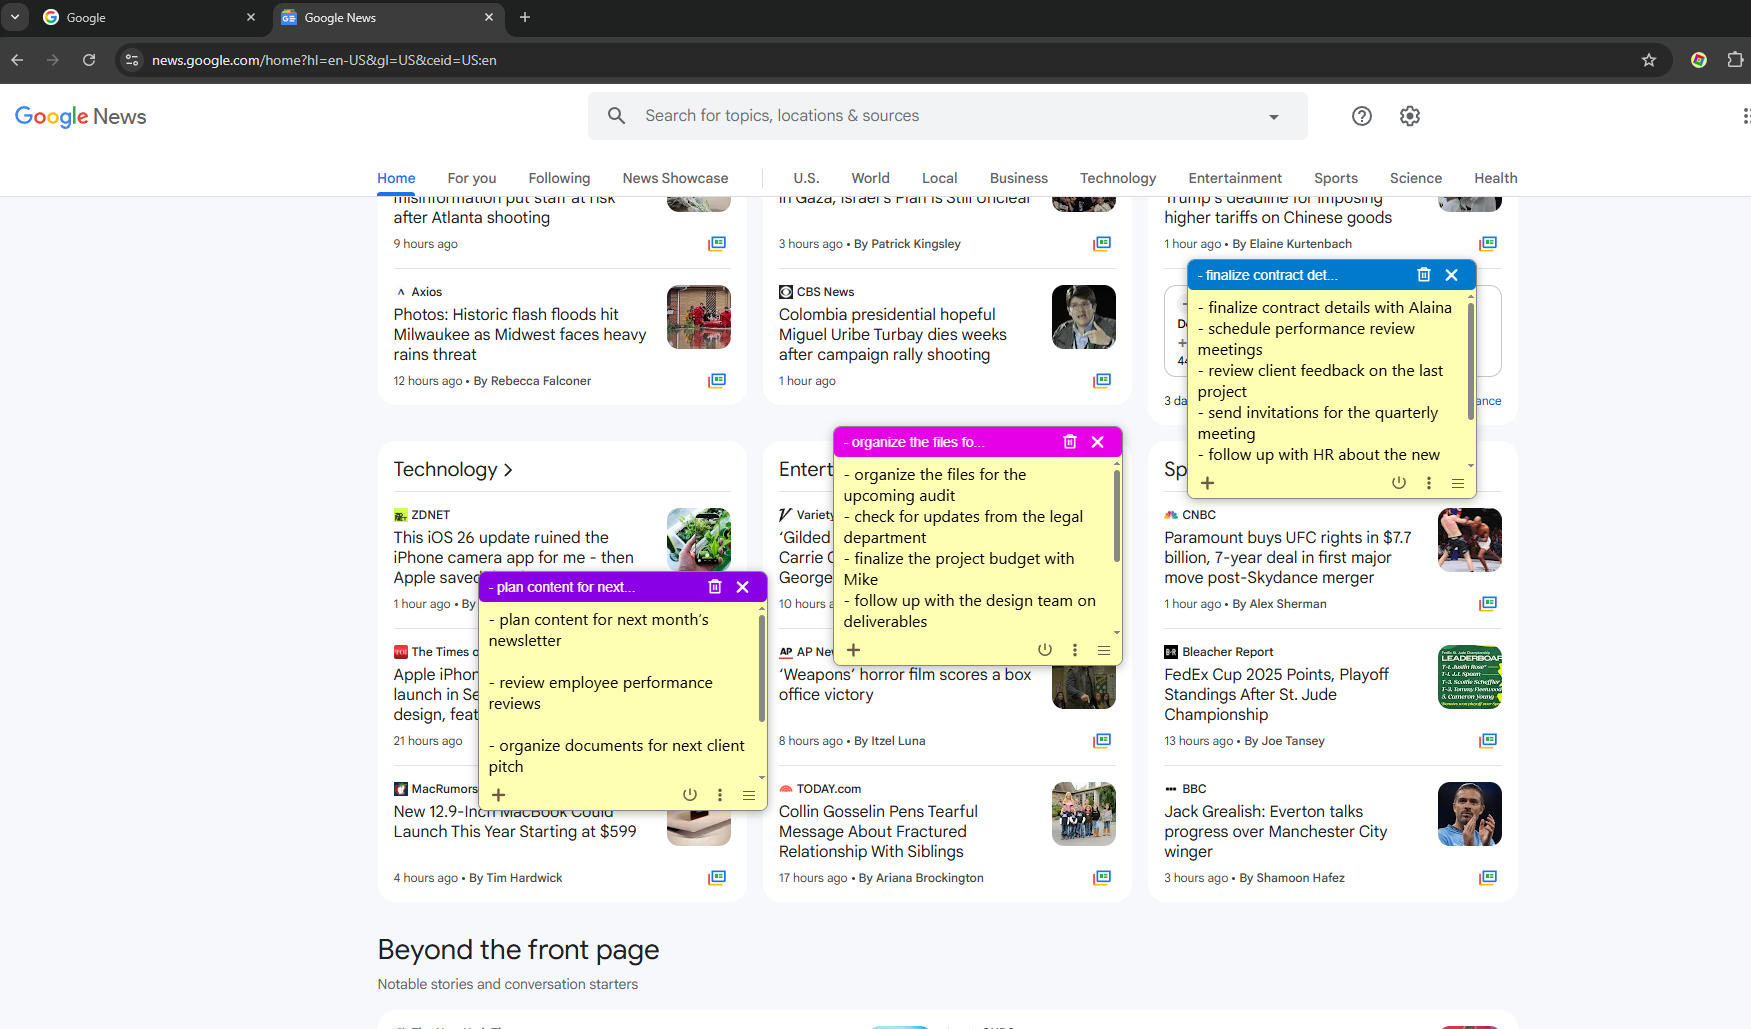 Google
Google News
news.google.com/home?hl=en-US&gl=US&ceid=US:en
Google News
Search for topics, locations & sources
Home
For you
Following
News Showcase
U.S.
World
Local
Business
Technology
Entertainment
Sports
Science
Health
misinformation put staff at risk
after Atlanta shooting
9 hours ago
Axios
Photos: Historic flash floods hit
Milwaukee as Midwest faces heavy
rains threat
12 hours ago • By Rebecca Falconer
in Gaza, Israel's Plan Is Still Unclear
3 hours ago • By Patrick Kingsley
CBS News
Colombia presidential hopeful
Miguel Uribe Turbay dies weeks
after campaign rally shooting
1 hour ago
Trump's deadline for imposing
higher tariffs on Chinese goods
1 hour ago • By Elaine Kurtenbach
3 da
ance
- finalize contract det...
- finalize contract details with Alaina
- schedule performance review
meetings
- review client feedback on the last
project
- send invitations for the quarterly
meeting
- follow up with HR about the new
Technology >
ZDNET
This iOS 26 update ruined the
iPhone camera app for me - then
Apple saved
1 hour ago • By
The Times o
Apple iPhon
launch in Se
design, feat
21 hours ago
MacRumors
New 12.9-Inch MacBook Could
Launch This Year Starting at $599
4 hours ago • By Tim Hardwick
- plan content for next...
- plan content for next month's
newsletter
- review employee performance
reviews
- organize documents for next client
pitch
Entert
Variety
'Gilded
Carrie C
George
10 hours a
AP AP New
'Weapons' horror film scores a box
office victory
8 hours ago • By Itzel Luna
TODAY.com
Collin Gosselin Pens Tearful
Message About Fractured
Relationship With Siblings
17 hours ago • By Ariana Brockington
- organize the files fo...
- organize the files for the
upcoming audit
- check for updates from the legal
department
- finalize the project budget with
Mike
- follow up with the design team on
deliverables
Sp
CNBC
Paramount buys UFC rights in $7.7
billion, 7-year deal in first major
move post-Skydance merger
1 hour ago • By Alex Sherman
B/R Bleacher Report
FedEx Cup 2025 Points, Playoff
Standings After St. Jude
Championship
13 hours ago • By Joe Tansey
LEADERBOAR
BBC
Jack Grealish: Everton talks
progress over Manchester City
winger
3 hours ago • By Shamoon Hafez
Beyond the front page
Notable stories and conversation starters